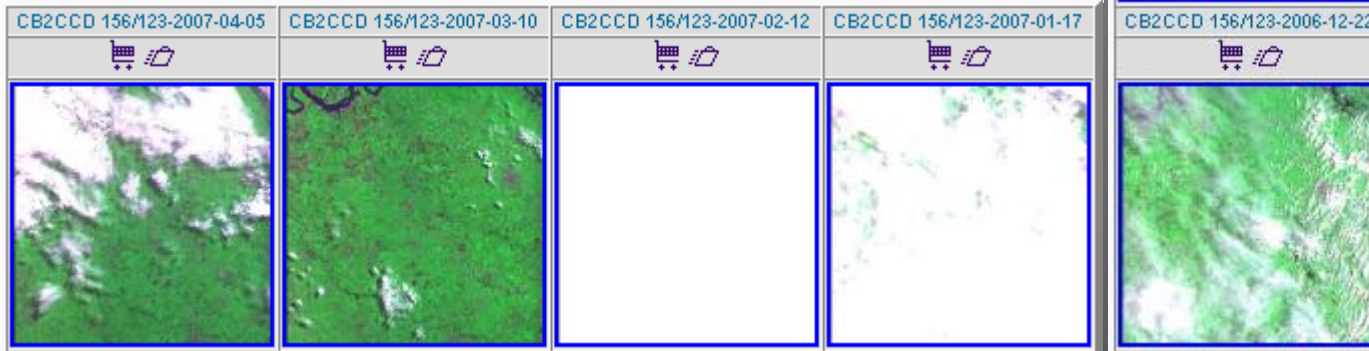 CB2CCD 156/123-2007-04-05
CB2CCD 156/123-2007-03-10
CB2CCD 156/123-2007-02-12
CB2CCD 156/123-2007-01-17
CB2CCD 156/123-2006-12-22